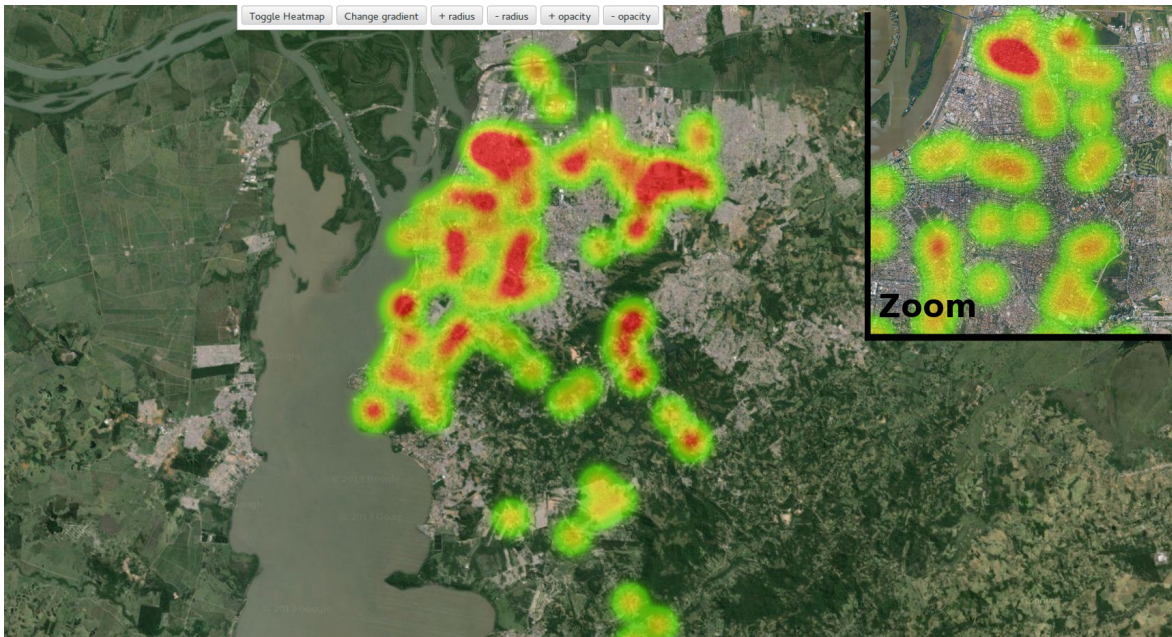 Toggle Heatmap
Change gradient
+ radius
- radius
+ opacity
- opacity
Zoom